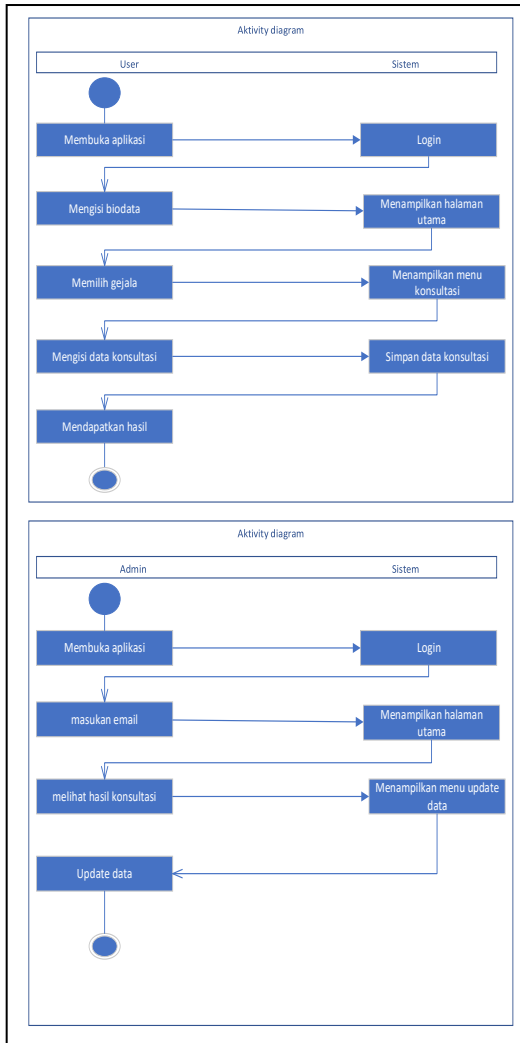 Aktivity diagram
User Sistem
Membuka aplikasi Login
Mengisi biodata Menampilkan halaman
utama
Memilih gejala Menampilkan menu
konsultasi
Mengisi data konsultasi Simpan data konsultasi
Mendapatkan hasil
Aktivity diagram
Admin Sistem
Membuka aplikasi Login
masukan email Menampilkan halaman
utama
melihat hasil konsultasi Menampilkan menu update
data
Update data